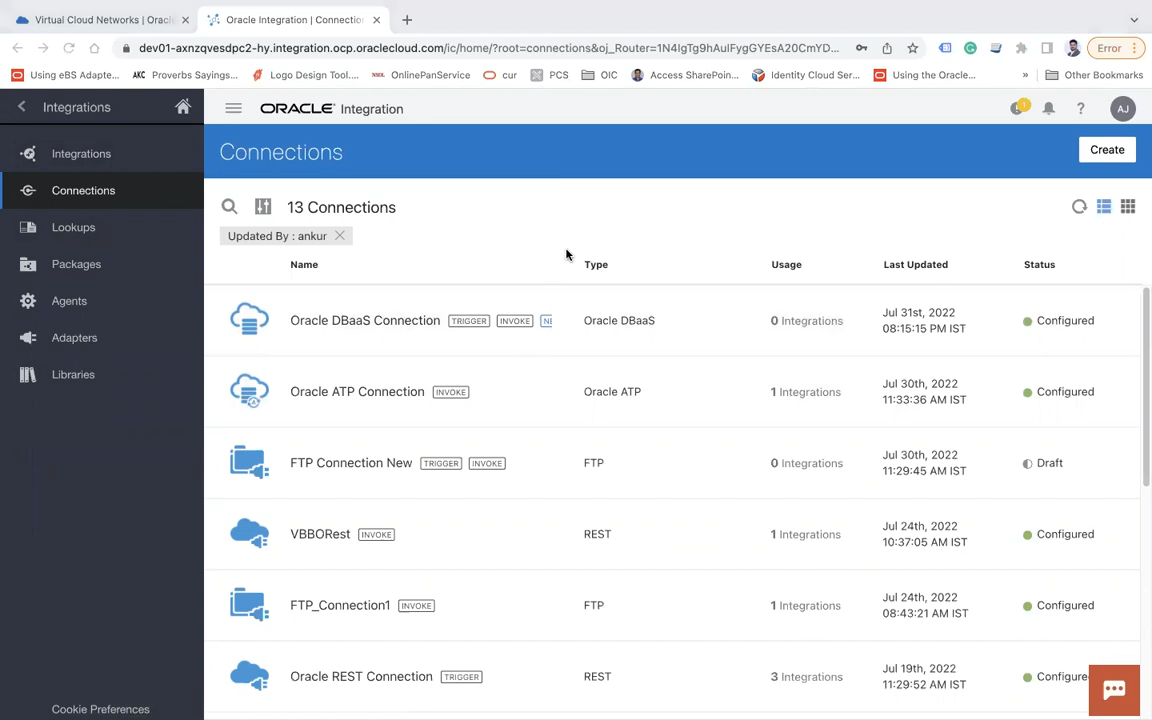 Virtual Cloud Networks | Oracl
Oracle Integration | Connectio
dev01-axnzqvesdpc2-hy.integration.ocp.oraclecloud.com/ic/home/?root=connections&oj_Router=1N4IgTg9hAuIFygGYEsA20CmYD...
Error
Using eBS Adapte...
AKC Proverbs Sayings...
Logo Design Tool....
OnlinePanService
cur
PCS
OIC
Access SharePoin...
Identity Cloud Ser...
Using the Oracle...
»
Other Bookmarks
Integrations
ORACLE Integration
1
AJ
Integrations
Connections
Lookups
Packages
Agents
Adapters
Libraries
Cookie Preferences
Connections
Create
13 Connections
Updated By : ankur
Name Type Usage Last Updated Status
Oracle DBaaS Connection TRIGGER INVOKE NE Oracle DBaaS 0 Integrations Jul 31st, 2022 Configured
08:15:15 PM IST
Oracle ATP Connection INVOKE Oracle ATP 1 Integrations Jul 30th, 2022 Configured
11:33:36 AM IST
FTP Connection New TRIGGER INVOKE FTP 0 Integrations Jul 30th, 2022 Draft
11:29:45 AM IST
VBBORest INVOKE REST 1 Integrations Jul 24th, 2022 Configured
10:37:05 AM IST
FTP_Connection1 INVOKE FTP 1 Integrations Jul 24th, 2022 Configured
08:43:21 AM IST
Oracle REST Connection TRIGGER REST 3 Integrations Jul 19th, 2022 Configure
11:29:52 AM IST